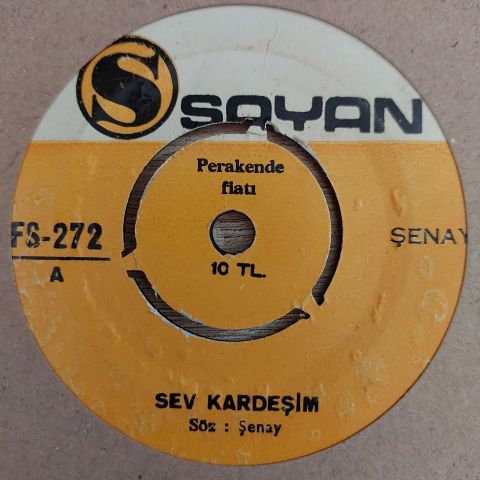 S SAYAN
Perakende
fiatı
FS-272
ŞENAY
A
10 TL.
SEV KARDEŞİM
Söz : Şenay